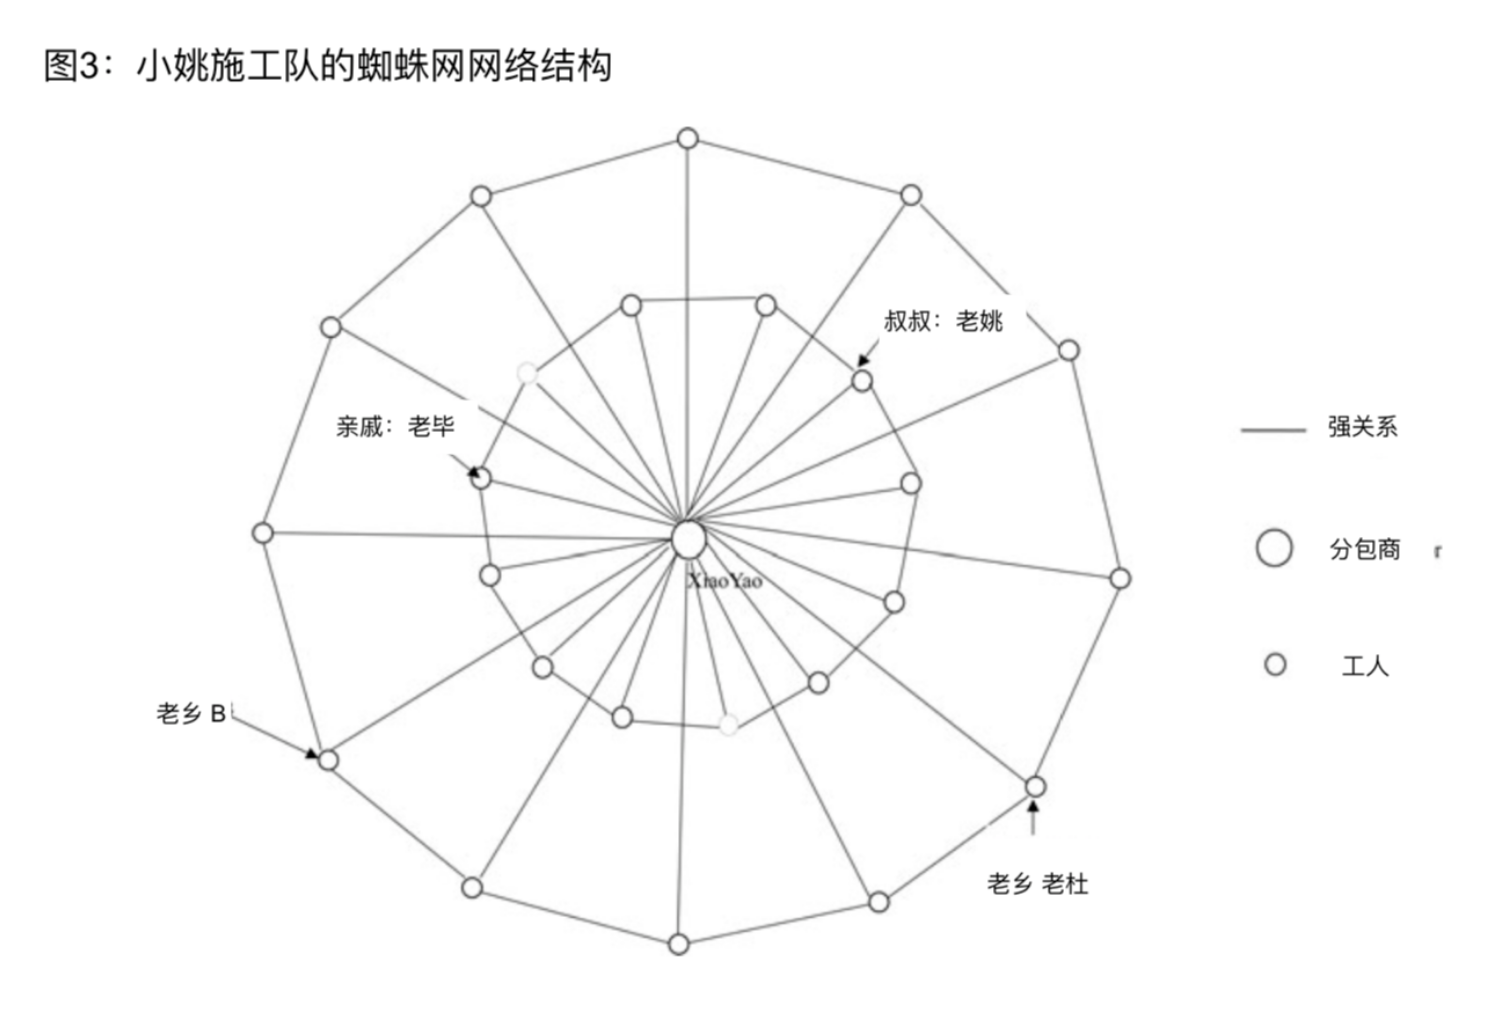 图3：小姚施工队的蜘蛛网网络结构
叔叔：老姚
亲戚：老毕
强关系
分包商 r
XiaoYao
工人
老乡 B
老乡 老杜